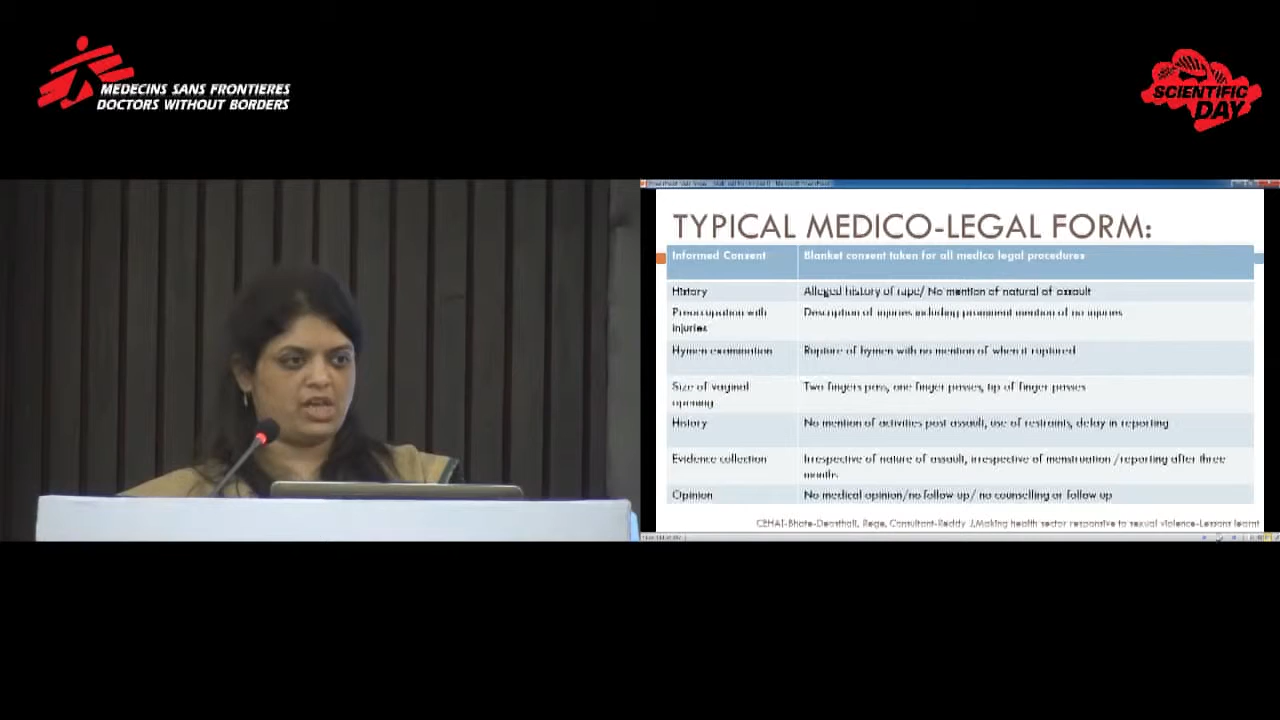 MEDECINS SANS FRONTIERES
DOCTORS WITHOUT BORDERS
SCIENTIFIC
DAY
TYPICAL MEDICO-LEGAL FORM:
Informed Consent Blanket consent taken for all medico legal procedures
History Alleged history of rape/ No mention of natural of assault
Preoccupation with Description of injuries including prominent mention of no injuries
injuries
Hymen examination Rupture of hymen with no mention of when it ruptured
Size of vaginal Two fingers pass, one finger passes, tip of finger passes
opening
History No mention of activities post assault, use of restraints, delay in reporting
Evidence collection Irrespective of nature of assault, irrespective of menstruation /reporting after three
months.
Opinion No medical opinion/no follow up/ no counselling or follow up
CEHAT-Bhate-Deosthali, Rege, Consultant-Reddy J,Making health sector responsive to sexual violence-Lessons learnt